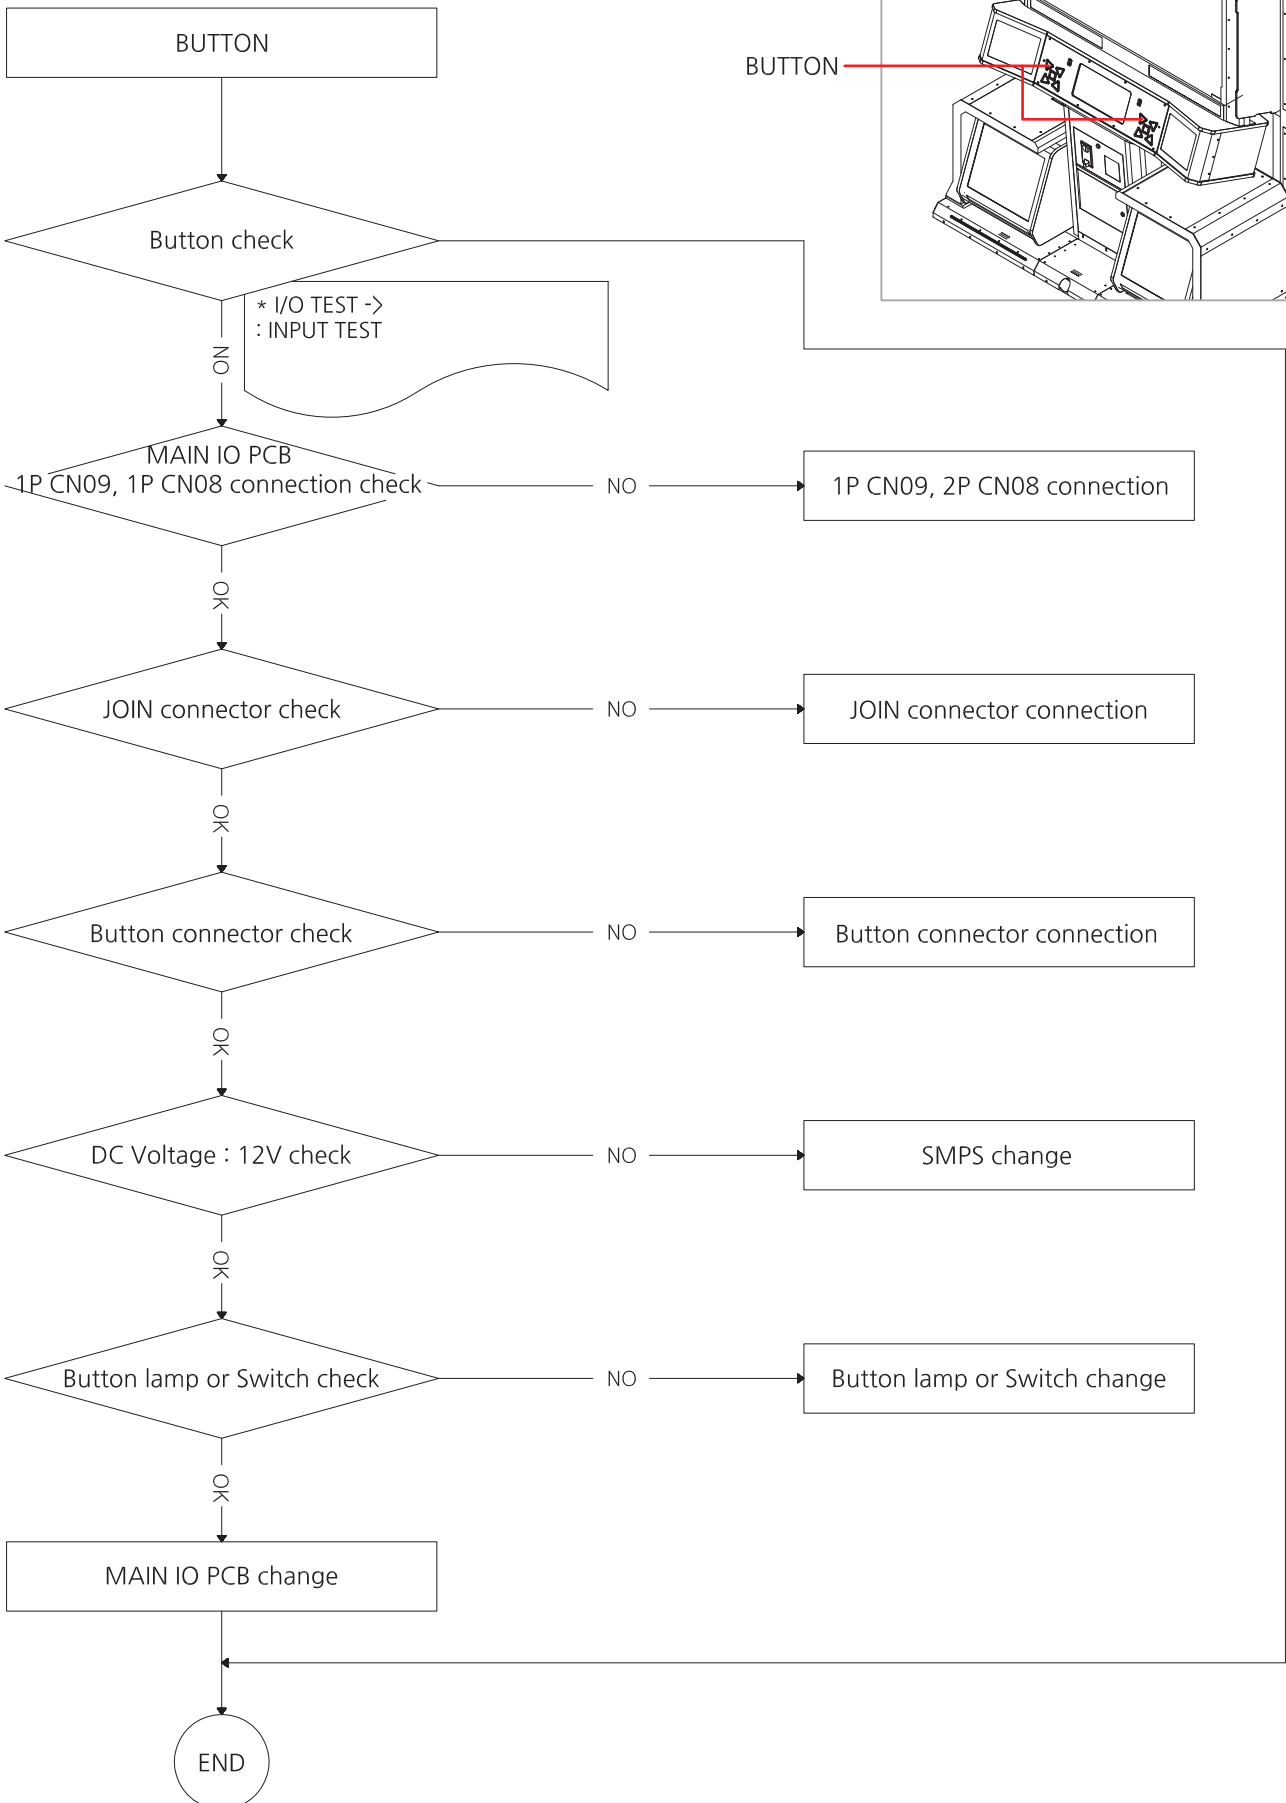 BUTTON
BUTTON
Button check
* I/O TEST ->
: INPUT TEST
NO
MAIN IO PCB
1P CN09, 1P CN08 connection check
NO
1P CN09, 2P CN08 connection
OK
JOIN connector check
NO
JOIN connector connection
OK
Button connector check
NO
Button connector connection
OK
DC Voltage : 12V check
NO
SMPS change
OK
Button lamp or Switch check
NO
Button lamp or Switch change
OK
MAIN IO PCB change
END